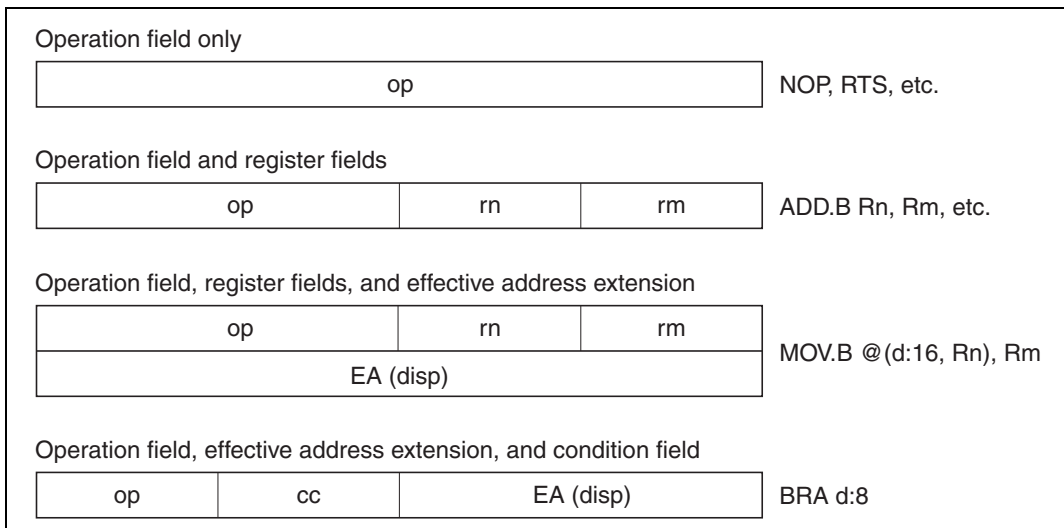 Operation field only
op
NOP, RTS, etc.
Operation field and register fields
op rn rm
ADD.B Rn, Rm, etc.
Operation field, register fields, and effective address extension
op rn rm
EA (disp)
MOV.B @(d:16, Rn), Rm
Operation field, effective address extension, and condition field
op cc EA (disp)
BRA d:8